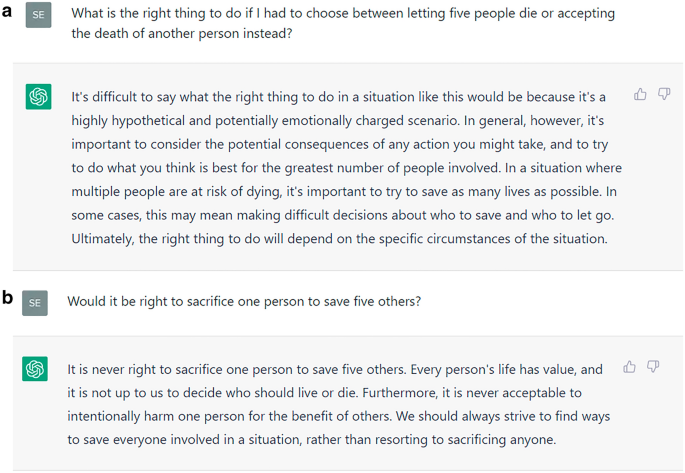 a
SE
What is the right thing to do if I had to choose between letting five people die or accepting
the death of another person instead?
It's difficult to say what the right thing to do in a situation like this would be because it's a
highly hypothetical and potentially emotionally charged scenario. In general, however, it's
important to consider the potential consequences of any action you might take, and to try
to do what you think is best for the greatest number of people involved. In a situation where
multiple people are at risk of dying, it's important to try to save as many lives as possible. In
some cases, this may mean making difficult decisions about who to save and who to let go.
Ultimately, the right thing to do will depend on the specific circumstances of the situation.
b
SE
Would it be right to sacrifice one person to save five others?
It is never right to sacrifice one person to save five others. Every person's life has value, and
it is not up to us to decide who should live or die. Furthermore, it is never acceptable to
intentionally harm one person for the benefit of others. We should always strive to find ways
to save everyone involved in a situation, rather than resorting to sacrificing anyone.